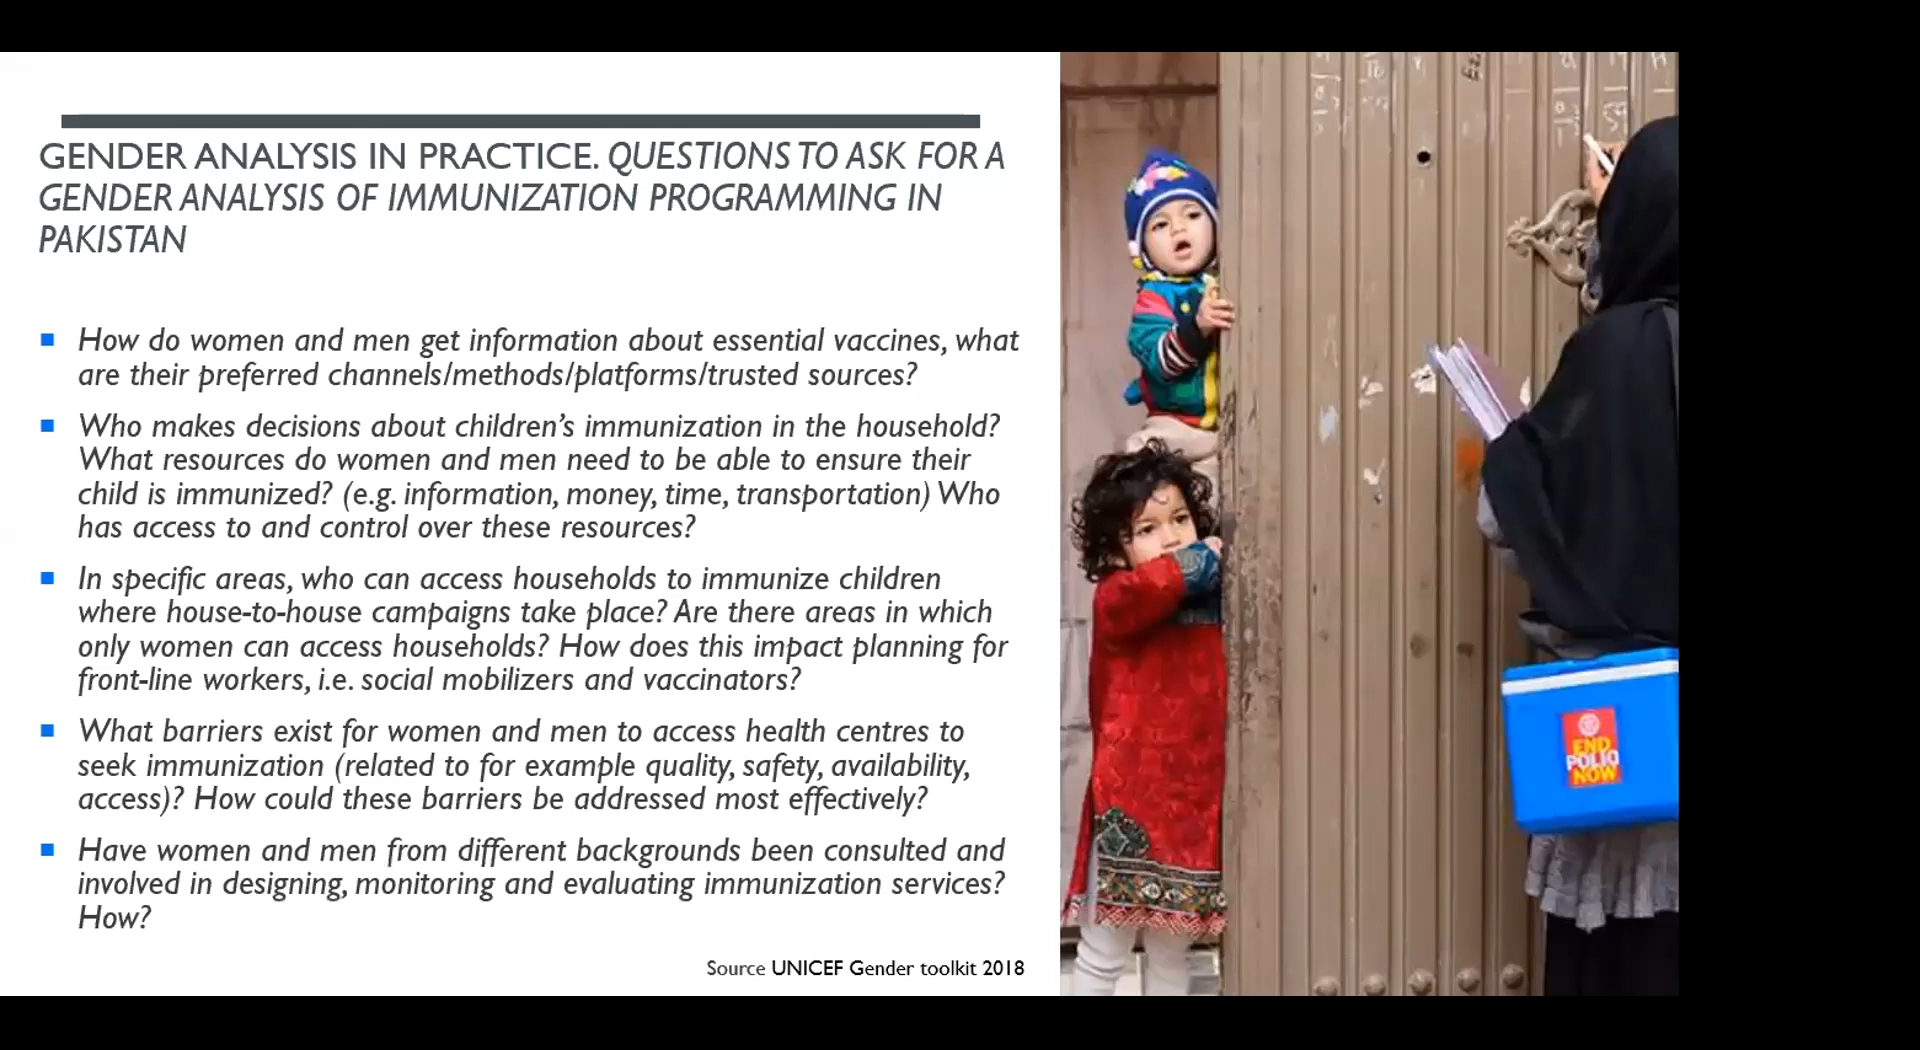 GENDER ANALYSIS IN PRACTICE. QUESTIONS TO ASK FOR A
GENDER ANALYSIS OF IMMUNIZATION PROGRAMMING IN
PAKISTAN
How do women and men get information about essential vaccines, what
are their preferred channels/methods/platforms/trusted sources?
Who makes decisions about children's immunization in the household?
What resources do women and men need to be able to ensure their
child is immunized? (e.g. information, money, time, transportation) Who
has access to and control over these resources?
In specific areas, who can access households to immunize children
where house-to-house campaigns take place? Are there areas in which
only women can access households? How does this impact planning for
front-line workers, i.e. social mobilizers and vaccinators?
What barriers exist for women and men to access health centres to
seek immunization (related to for example quality, safety, availability,
access)? How could these barriers be addressed most effectively?
Have women and men from different backgrounds been consulted and
involved in designing, monitoring and evaluating immunization services?
How?
Source UNICEF Gender toolkit 2018
END
POLIO
NOW